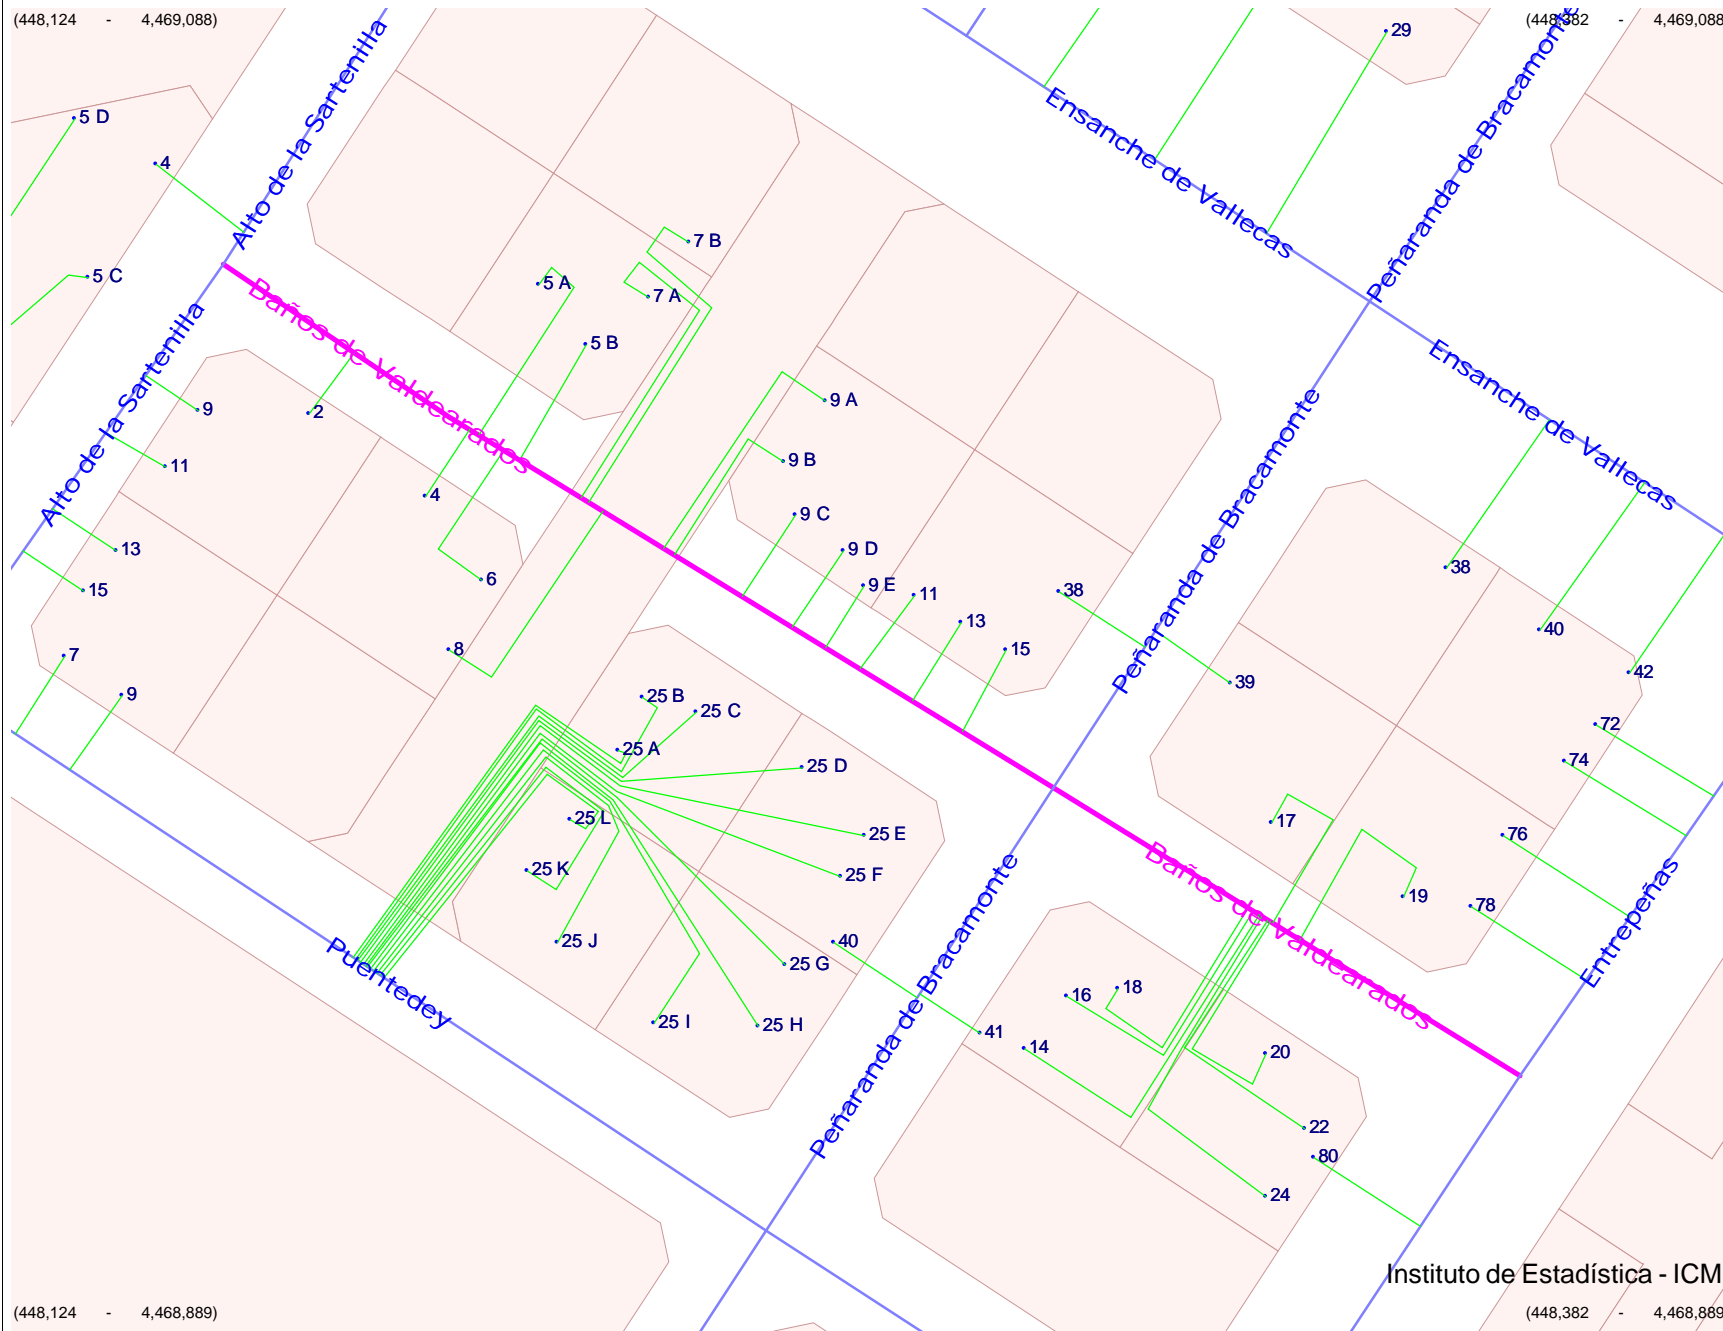 (448,124 - 4,469,088)
(448,382 - 4,469,088
29
Alto de la Sartenilla
Peñaranda de Bracamonte
Ensanche de Vallecas
5 D
4
7 B
5 C
5 A
7 A
Baños de Valdearados
5 B
Alto de la Sartenilla
Ensanche de Vallecas
9
2
9 A
11
9 B
4
9 C
13
9 D
38
6
9 E
15
11
38
Peñaranda de Bracamonte
13
40
8
15
7
42
39
9
25 B
25 C
72
25 A
74
25 D
25 L
17
25 E
76
Baños de Valdearados
25 K
25 F
19
78
Entrepeñas
25 J
40
Puentedey
25 G
Peñaranda de Bracamonte
18
16
25 I
25 H
41
14
20
22
80
24
Instituto de Estadística - ICM
(448,124 - 4,468,889)
(448,382 - 4,468,889